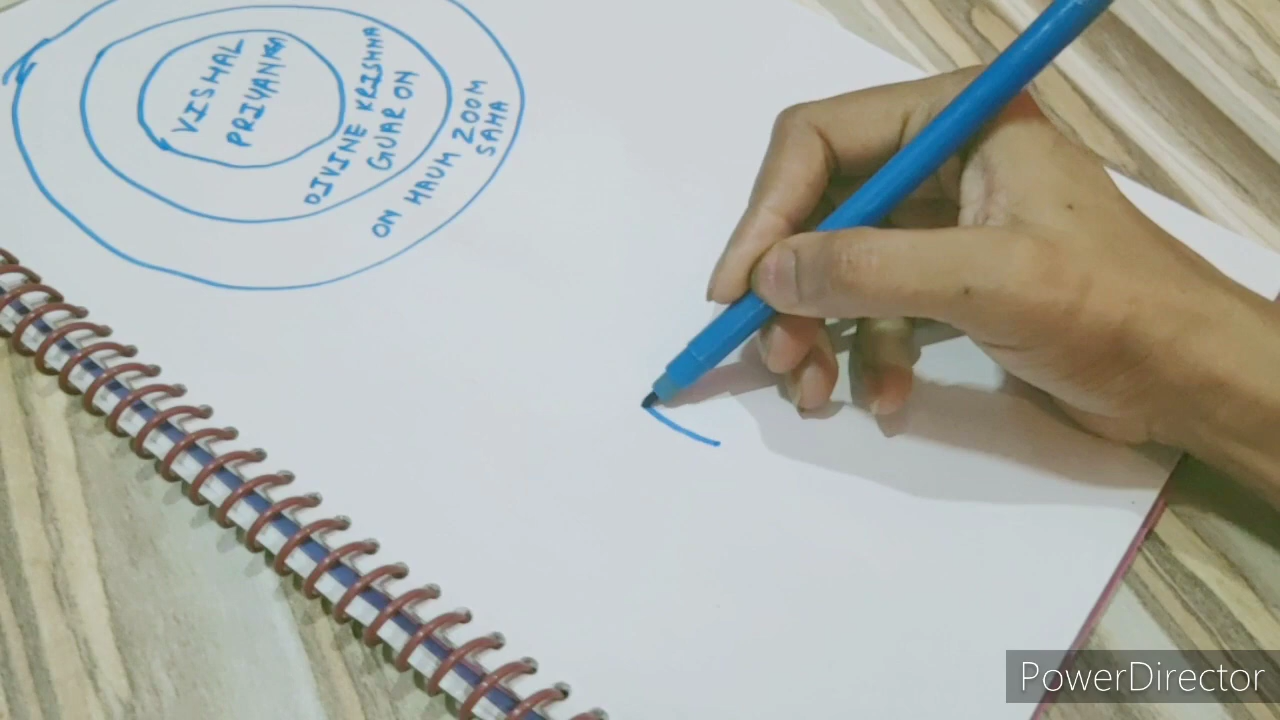 VISHAL
PRIYANKA
DIVINE KRISHNA
GUAR ON
OM HAUM ZOOM
SAHA
PowerDirector